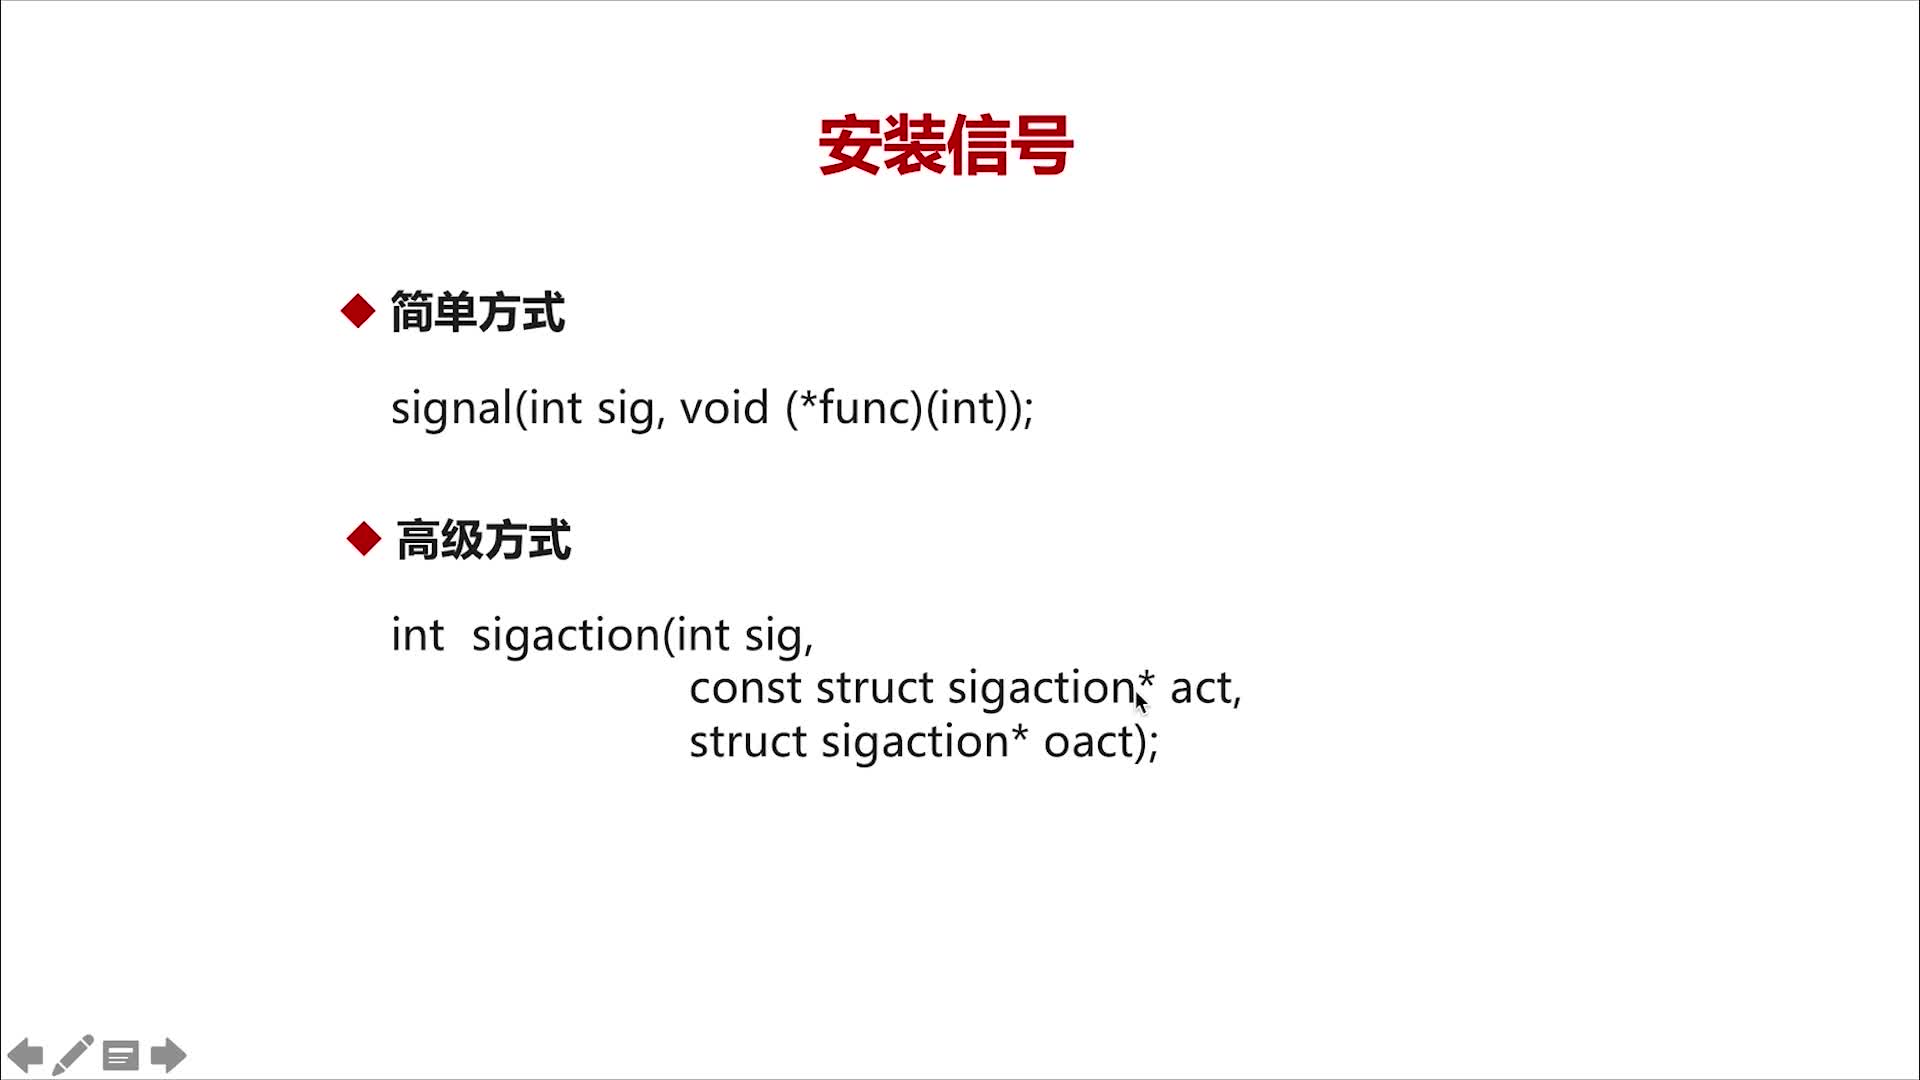 安装信号
简单方式
signal(int sig, void (*func)(int));
高级方式
int  sigaction(int sig,
const struct sigaction* act,
struct sigaction* oact);